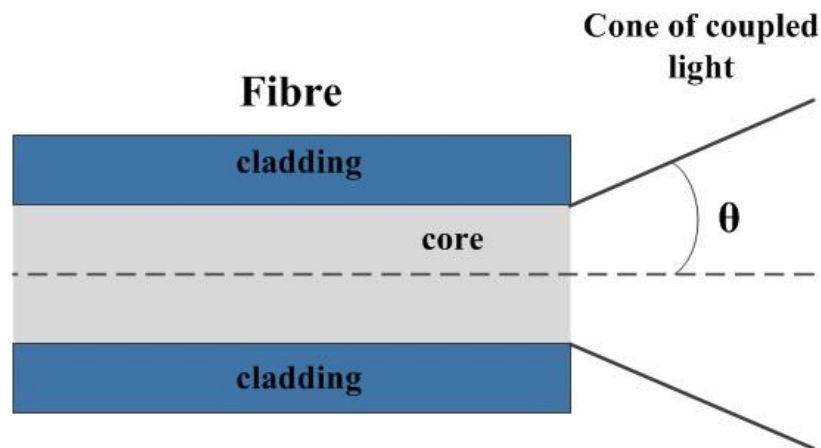 Cone of coupled
light
Fibre
cladding
core
θ
cladding